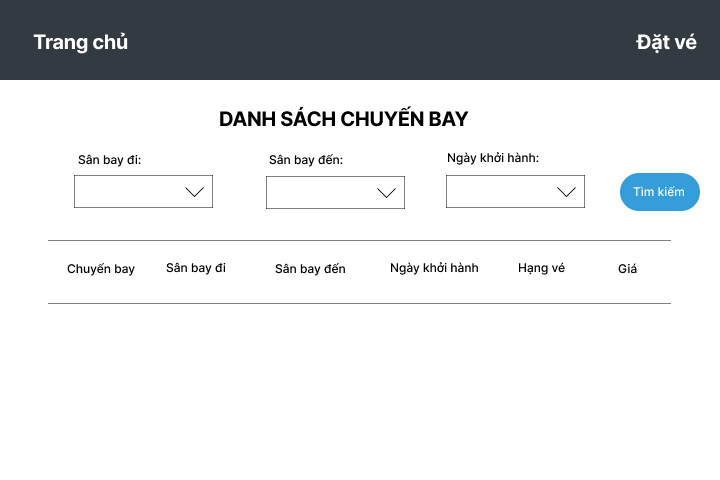 Trang chủ
Đặt vé
DANH SÁCH CHUYẾN BAY
Sân bay đi:
Sân bay đến:
Ngày khởi hành:
Tìm kiếm
Chuyến bay
Sân bay đi
Sân bay đến
Ngày khởi hành
Hạng vé
Giá